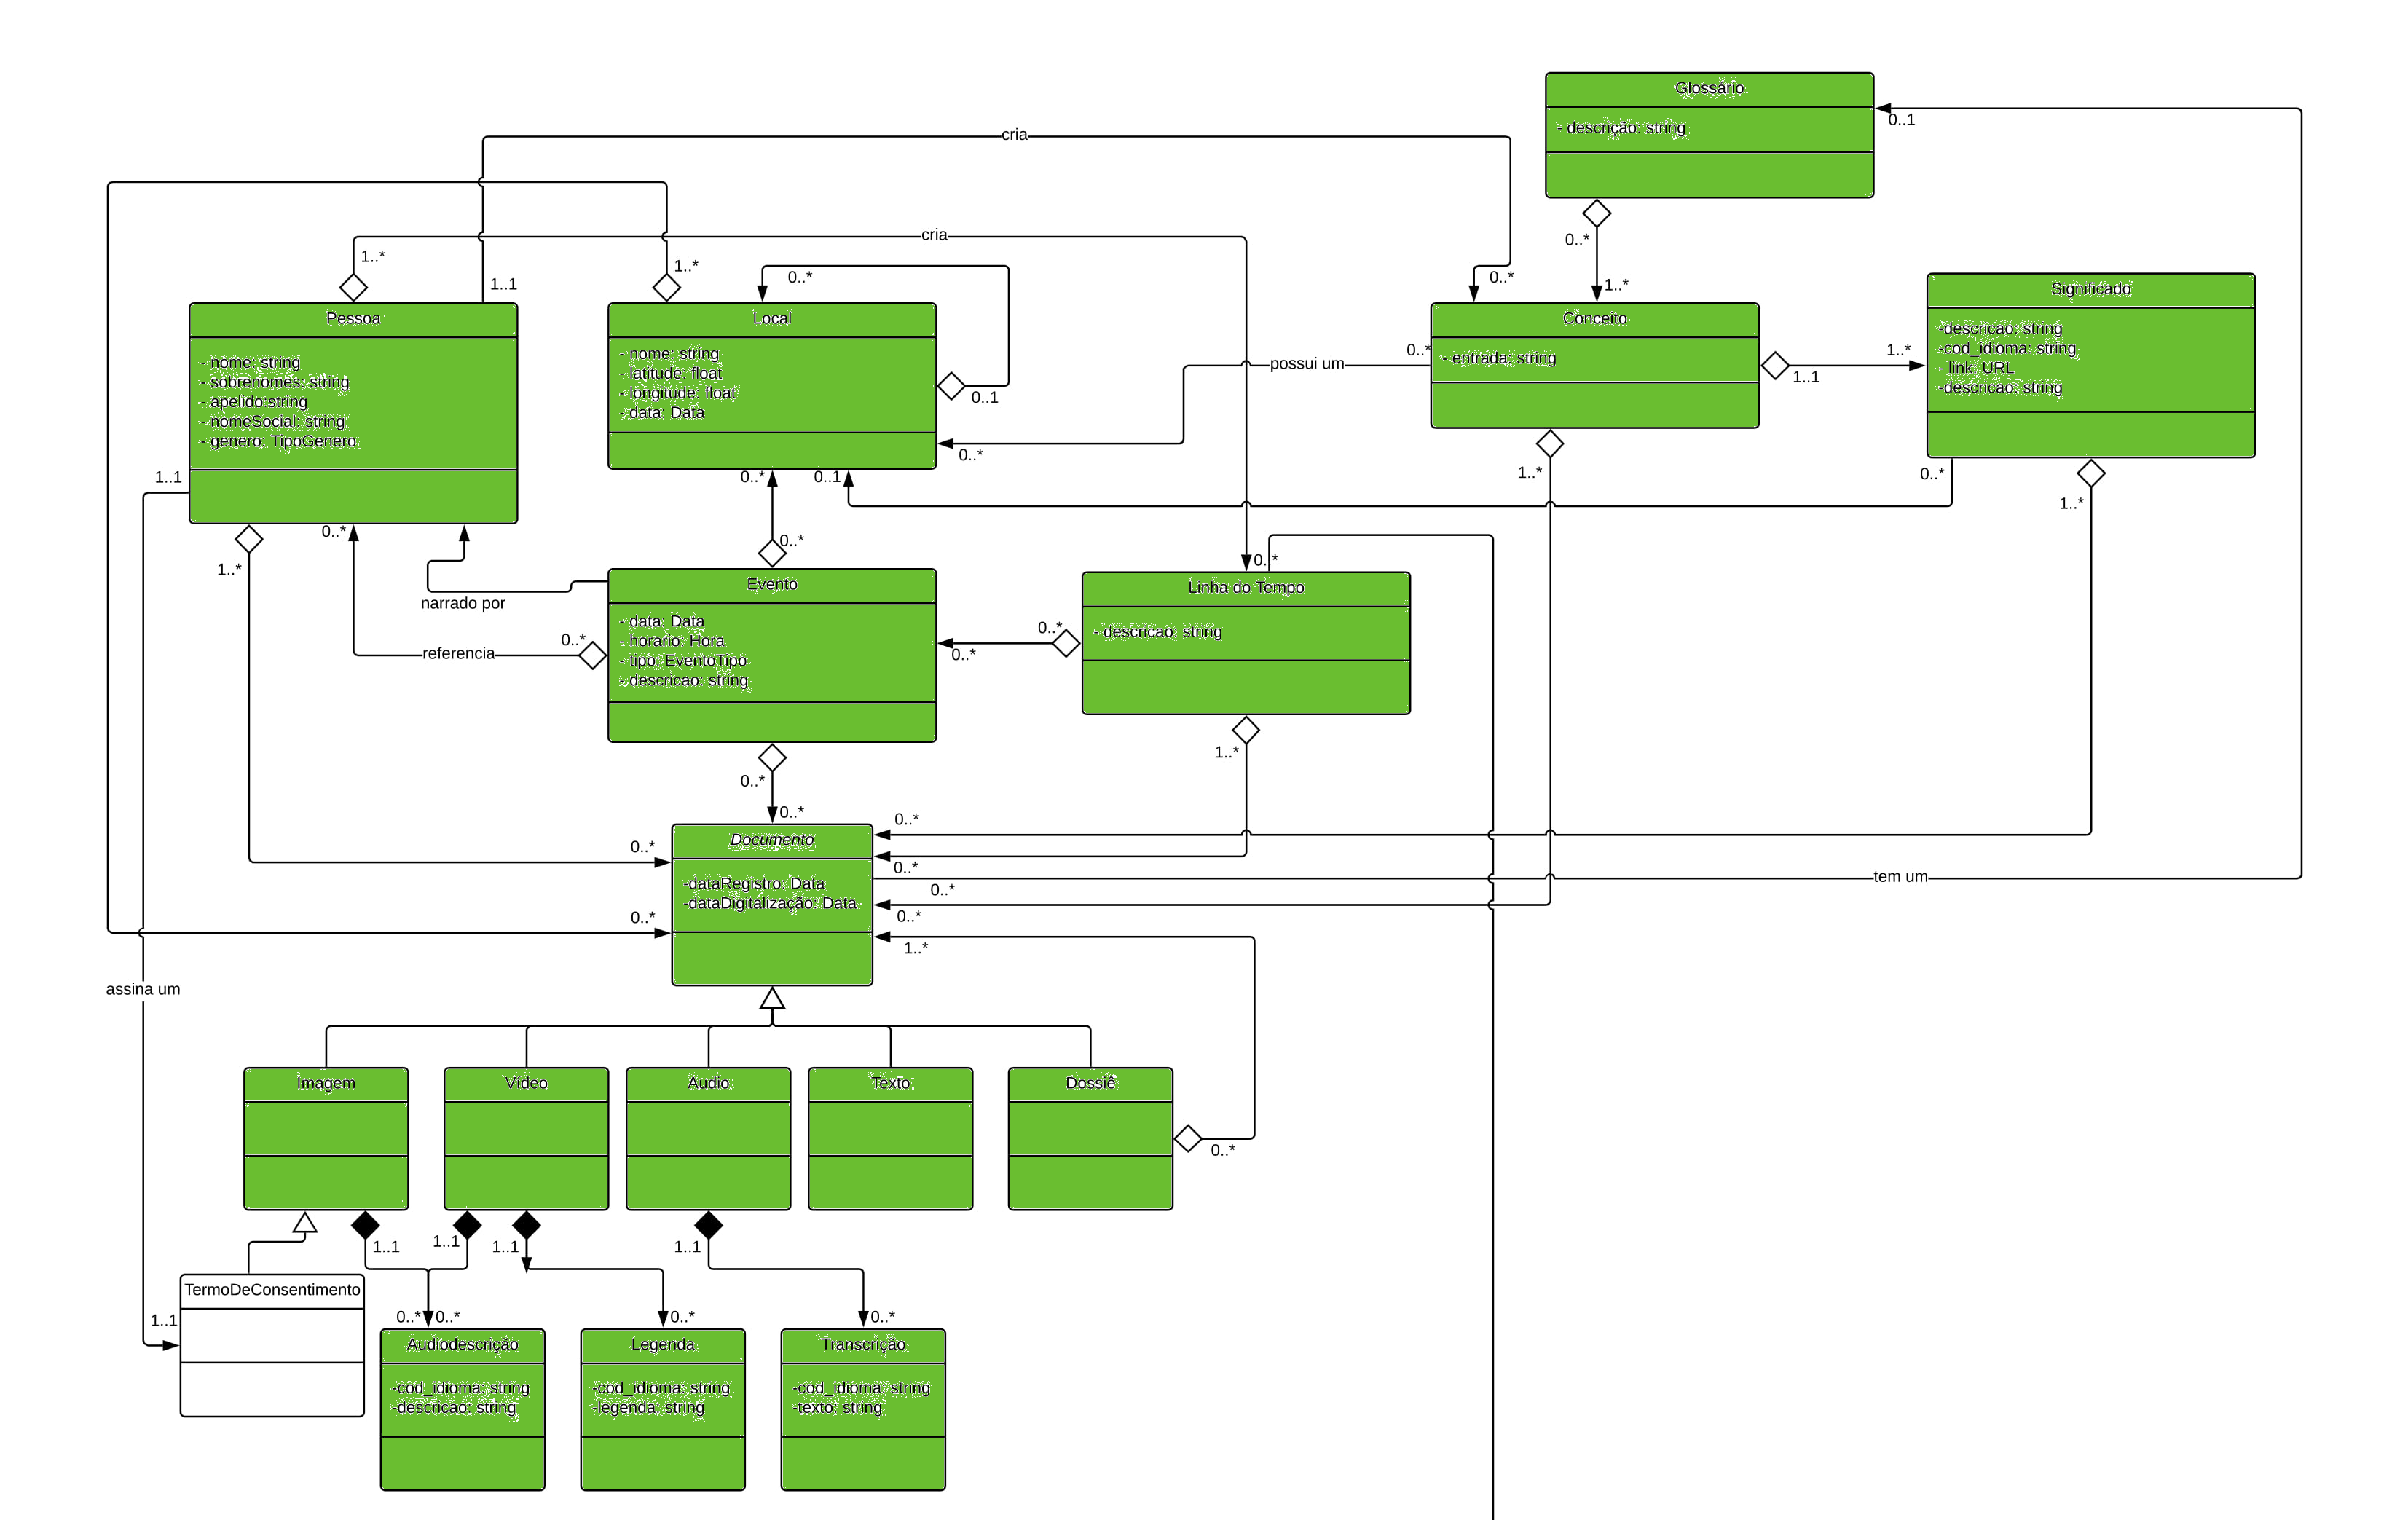 Glossário
- descrição: string
0..1
cria
0..*
cria
1..*
1..*
0..*
1..1
0..*
1..*
Pessoa
- nome: string
- sobrenomes: string
- apelido:string
- nomeSocial: string
- genero: TipoGenero
Local
- nome: string
- latitude: float
- longitude: float
- data: Data
0..1
Conceito
- entrada: string
0..*
possui um
0..*
1..1
1..*
Significado
-descricao: string
-cod_idioma: string
- link: URL
-descricao: string
1..1
0..*
0..1
1..*
0..*
1..*
0..*
0..*
1..*
0..*
narrado por
referencia
0..*
Evento
- data: Data
- horario: Hora
- tipo: EventoTipo
- descricao: string
0..*
0..*
Linha do Tempo
- descricao: string
1..*
0..*
0..*
0..*
0..*
0..*
Documento
-dataRegistro: Data
-dataDigitalização: Data
0..*
0..*
tem um
0..*
0..*
1..*
assina um
Imagem
Vídeo
Áudio
Texto
Dossiê
0..*
1..1
1..1
1..1
1..1
TermoDeConsentimento
1..1
0..*
0..*
0..*
0..*
Audiodescrição
-cod_idioma: string
-descricao: string
Legenda
-cod_idioma: string
-legenda: string
Transcrição
-cod_idioma: string
-texto: string